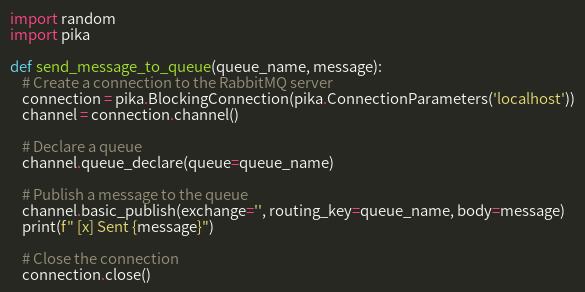 import random
import pika

def send_message_to_queue(queue_name, message):
    # Create a connection to the RabbitMQ server
    connection = pika.BlockingConnection(pika.ConnectionParameters('localhost'))
    channel = connection.channel()

    # Declare a queue
    channel.queue_declare(queue=queue_name)

    # Publish a message to the queue
    channel.basic_publish(exchange='', routing_key=queue_name, body=message)
    print(f" [x] Sent {message}")

    # Close the connection
    connection.close()